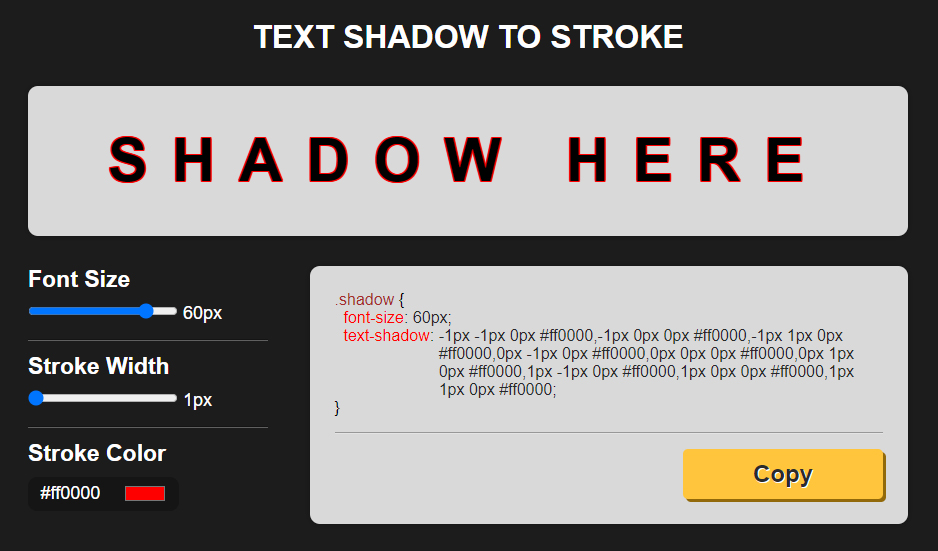 TEXT SHADOW TO STROKE
SHADOW HERE
Font Size
60px
Stroke Width
1px
Stroke Color
#ff0000
.shadow {
font-size: 60px;
text-shadow: -1px -1px 0px #ff0000,-1px 0px 0px #ff0000,-1px 1px 0px
#ff0000,0px -1px 0px #ff0000,0px 0px 0px #ff0000,0px 1px
0px #ff0000,1px -1px 0px #ff0000,1px 0px 0px #ff0000,1px
1px 0px #ff0000;
}
Copy